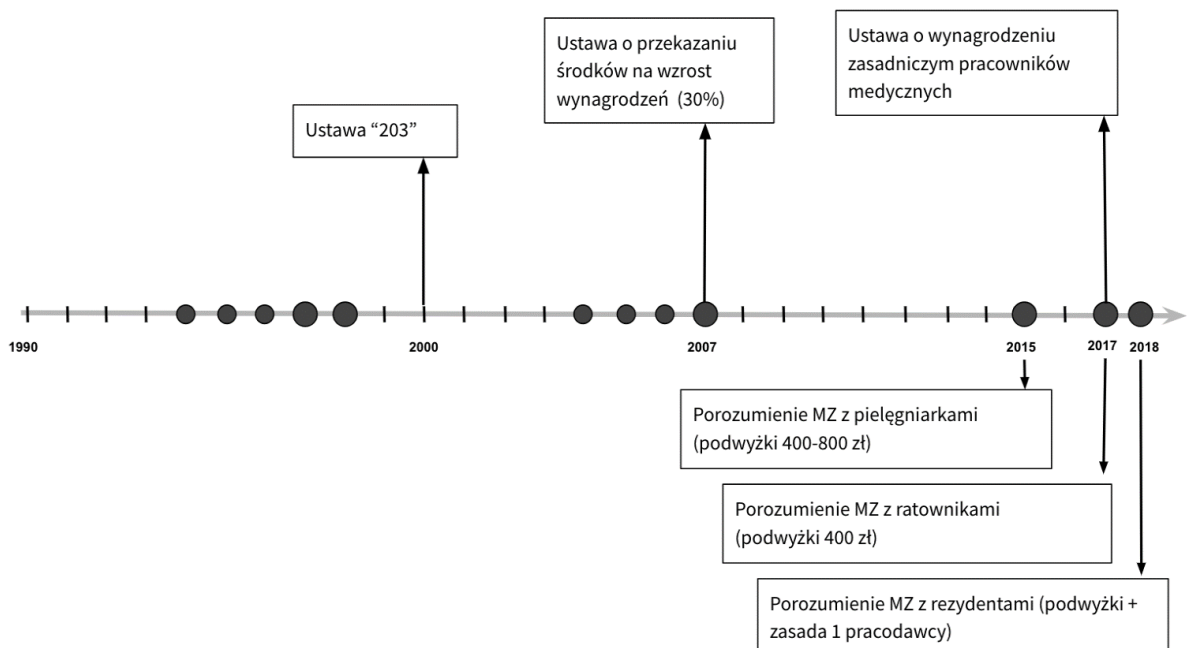 Ustawa o wynagrodzeniu
zasadniczym pracowników
medycznych
Ustawa o przekazaniu
środków na wzrost
wynagrodzeń (30%)
Ustawa “203”
1990
2000
2007
2015
2017
2018
Porozumienie MZ z pielęgniarkami
(podwyżki 400-800 zł)
Porozumienie MZ z ratownikami
(podwyżki 400 zł)
Porozumienie MZ z rezydentami (podwyżki +
zasada 1 pracodawcy)